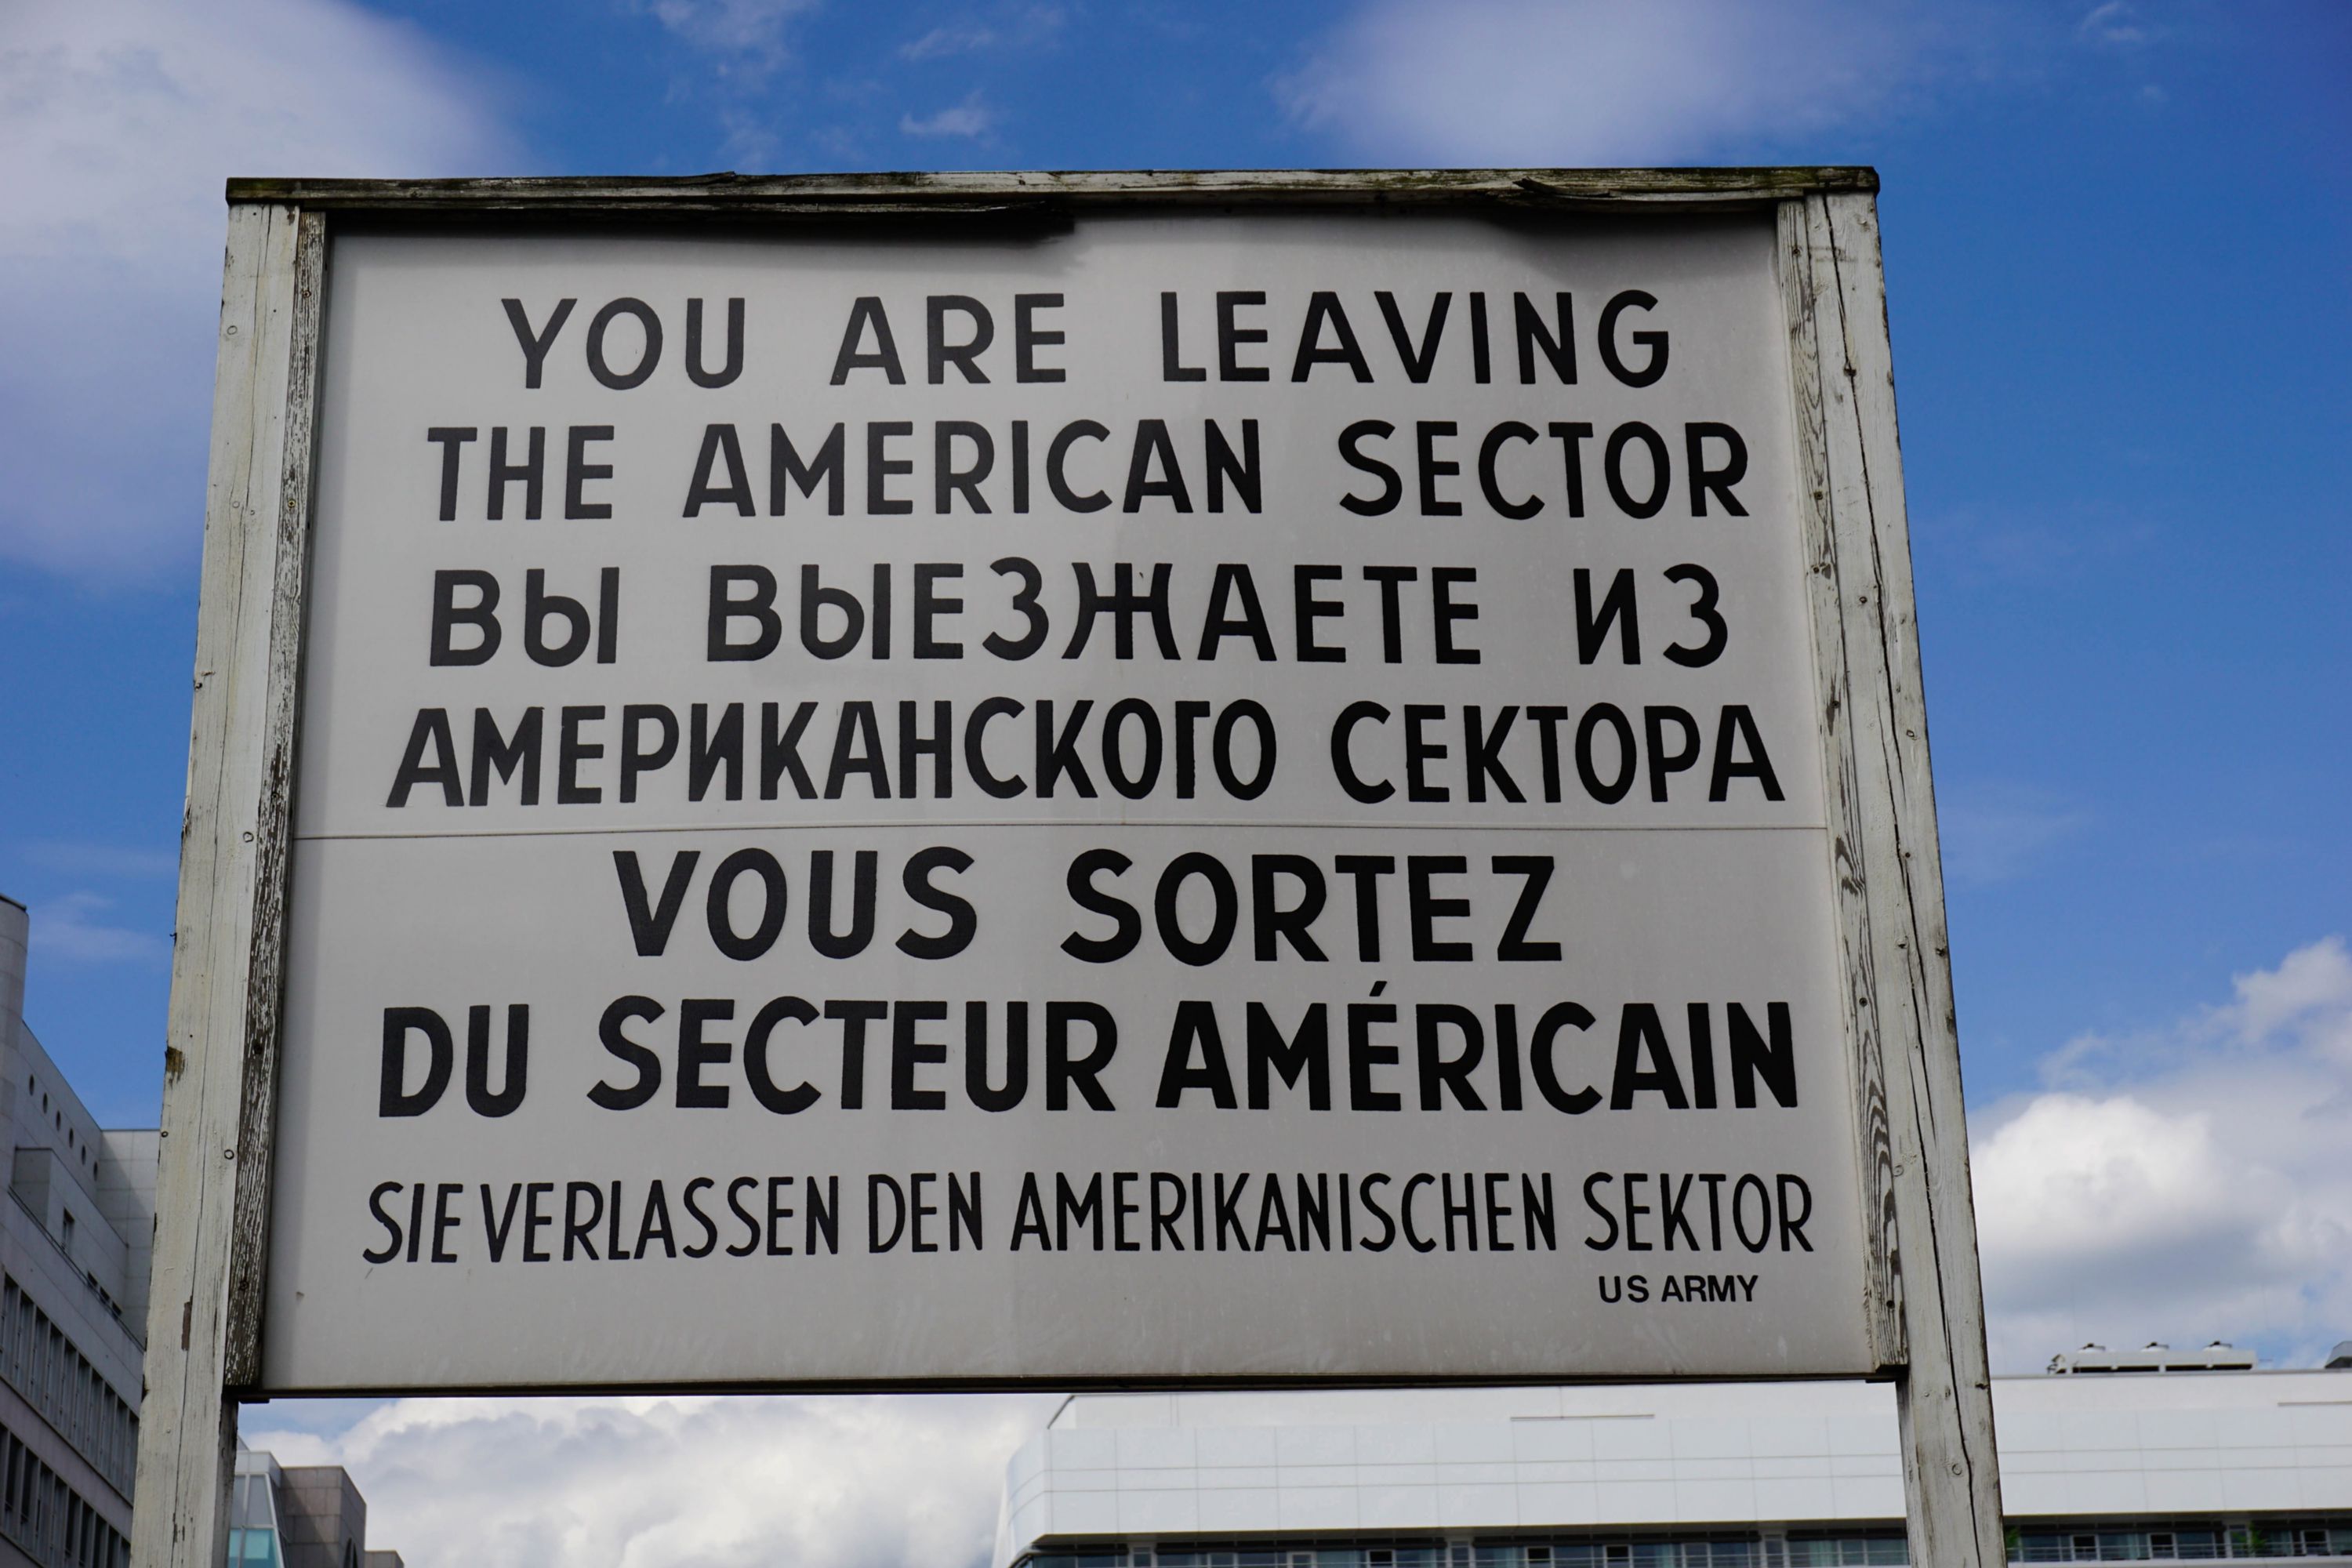 YOU ARE LEAVING
THE AMERICAN SECTOR
ВЫ ВЫЕЗЖАЕТЕ ИЗ
АМЕРИКАНСКОГО СЕКТОРА
VOUS SORTEZ
DU SECTEUR AMÉRICAIN
SIE VERLASSEN DEN AMERIKANISCHEN SEKTOR
US ARMY